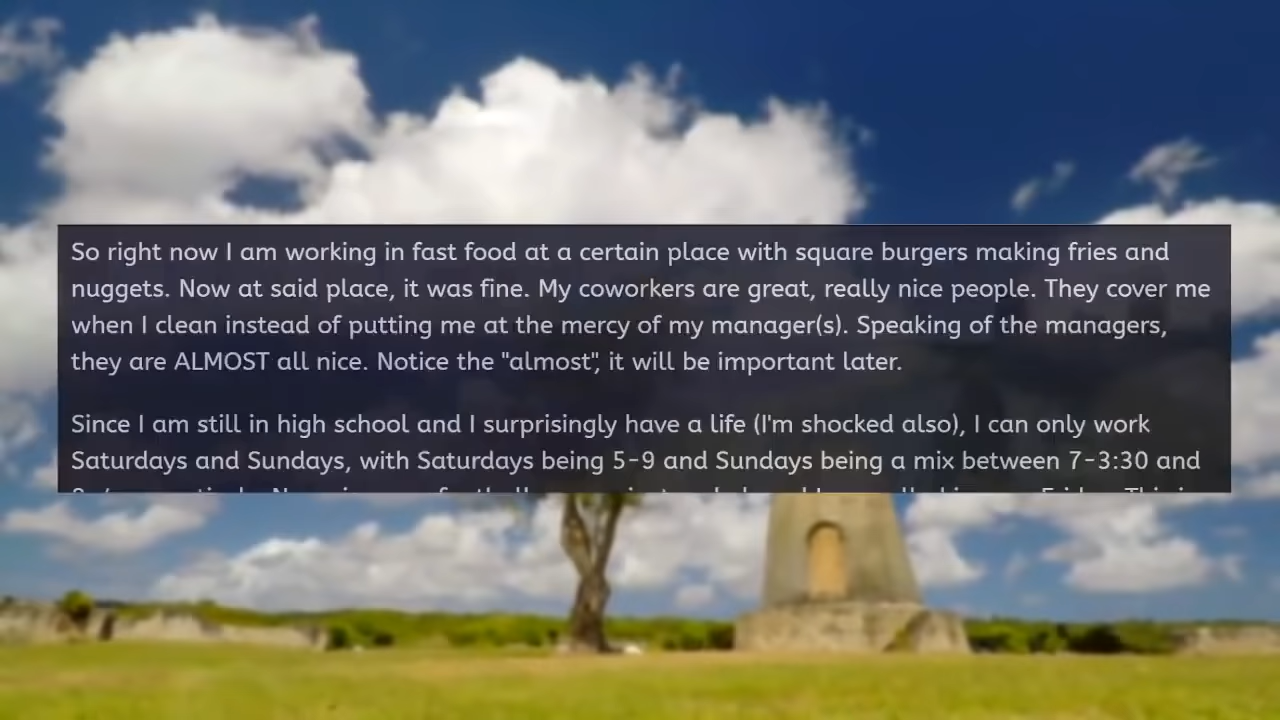 So right now I am working in fast food at a certain place with square burgers making fries and
nuggets. Now at said place, it was fine. My coworkers are great, really nice people. They cover me
when I clean instead of putting me at the mercy of my manager(s). Speaking of the managers,
they are ALMOST all nice. Notice the "almost", it will be important later.
Since I am still in high school and I surprisingly have a life (I'm shocked also), I can only work
Saturdays and Sundays, with Saturdays being 5-9 and Sundays being a mix between 7-3:30 and